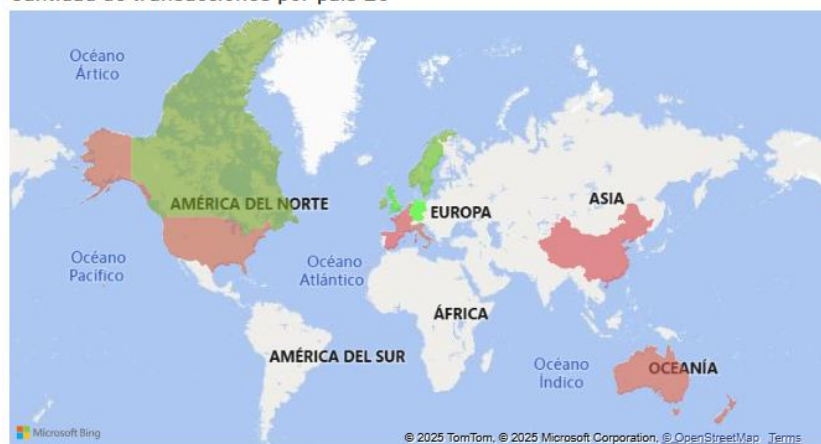 Océano
Ártico
AMÉRICA DEL NORTE
EUROPA
ASIA
Océano
Pacífico
Océano
Atlántico
ÁFRICA
AMÉRICA DEL SUR
Océano
Índico
OCEANÍA
Microsoft Bing
© 2025 TomTom, © 2025 Microsoft Corporation, © OpenStreetMap Terms